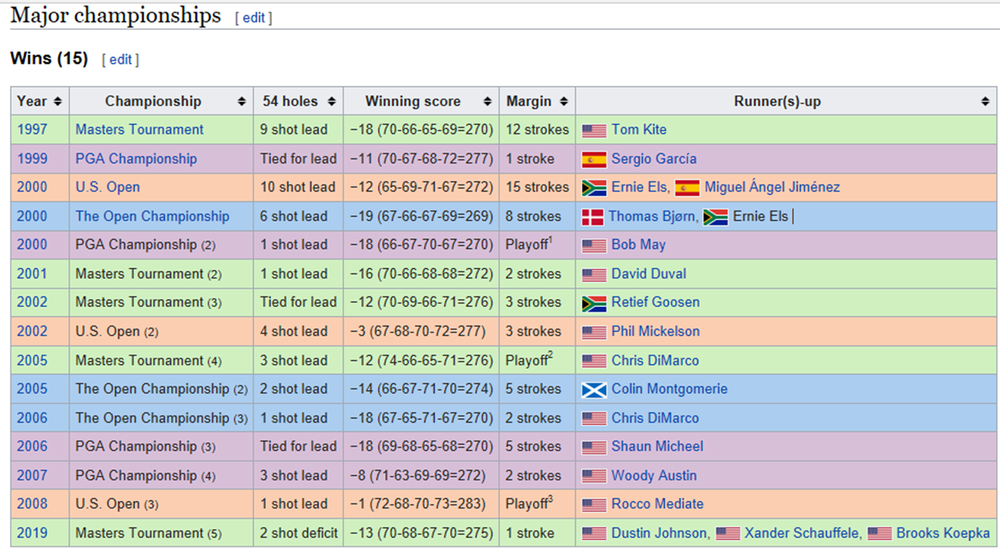 Major championships [ edit ]
Wins (15) [ edit ]
Year Championship 54 holes Winning score Margin Runner(s)-up
1997 Masters Tournament 9 shot lead −18 (70-66-65-69=270) 12 strokes Tom Kite
1999 PGA Championship Tied for lead −11 (70-67-68-72=277) 1 stroke Sergio García
2000 U.S. Open 10 shot lead −12 (65-69-71-67=272) 15 strokes Ernie Els, Miguel Ángel Jiménez
2000 The Open Championship 6 shot lead −19 (67-66-67-69=269) 8 strokes Thomas Bjørn, Ernie Els
2000 PGA Championship (2) 1 shot lead −18 (66-67-70-67=270) Playoff1 Bob May
2001 Masters Tournament (2) 1 shot lead −16 (70-66-68-68=272) 2 strokes David Duval
2002 Masters Tournament (3) Tied for lead −12 (70-69-66-71=276) 3 strokes Retief Goosen
2002 U.S. Open (2) 4 shot lead −3 (67-68-70-72=277) 3 strokes Phil Mickelson
2005 Masters Tournament (4) 3 shot lead −12 (74-66-65-71=276) Playoff2 Chris DiMarco
2005 The Open Championship (2) 2 shot lead −14 (66-67-71-70=274) 5 strokes Colin Montgomerie
2006 The Open Championship (3) 1 shot lead −18 (67-65-71-67=270) 2 strokes Chris DiMarco
2006 PGA Championship (3) Tied for lead −18 (69-68-65-68=270) 5 strokes Shaun Micheel
2007 PGA Championship (4) 3 shot lead −8 (71-63-69-69=272) 2 strokes Woody Austin
2008 U.S. Open (3) 1 shot lead −1 (72-68-70-73=283) Playoff3 Rocco Mediate
2019 Masters Tournament (5) 2 shot deficit −13 (70-68-67-70=275) 1 stroke Dustin Johnson, Xander Schauffele, Brooks Koepka